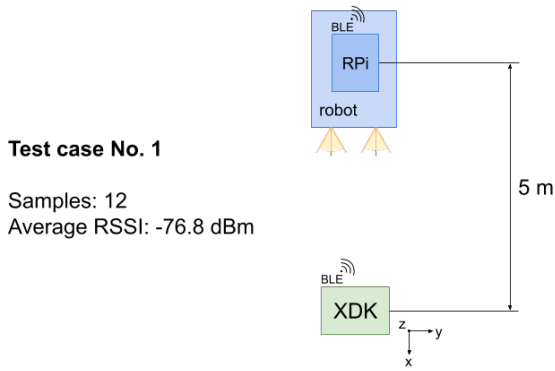 BLE
RPi
robot
Test case No. 1
Samples: 12
Average RSSI: -76.8 dBm
5 m
BLE
XDK
z
y
x